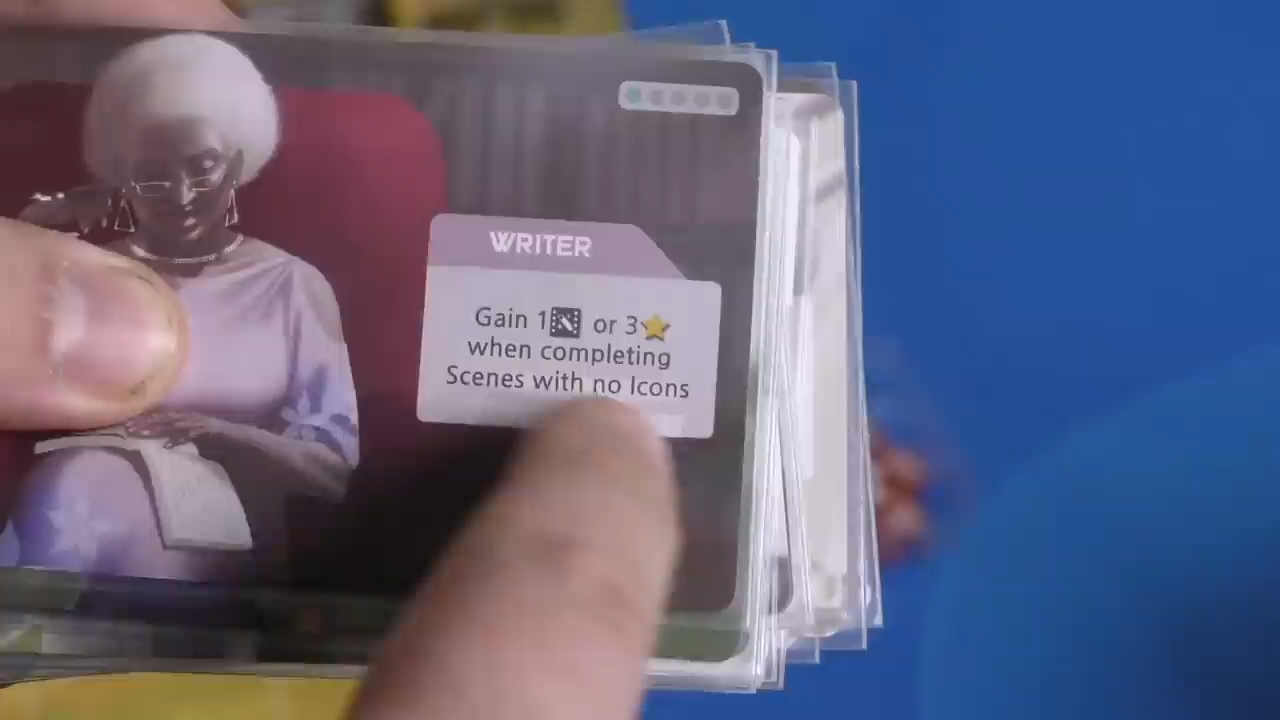 WRITER
Gain 1 or 3
when completing
Scenes with no Icons